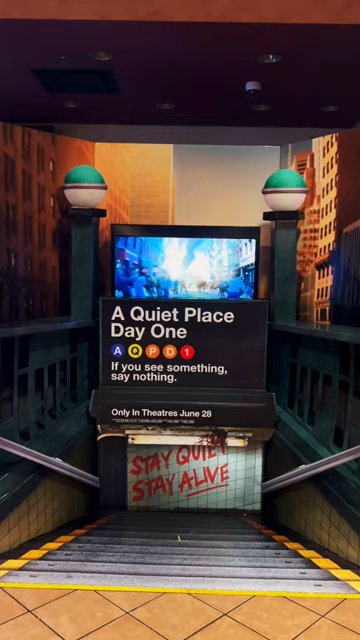 A Quiet Place
Day One
A Q P D 1
If you see something,
say nothing.
Only In Theatres June 28
STAY QUIET
STAY ALIVE